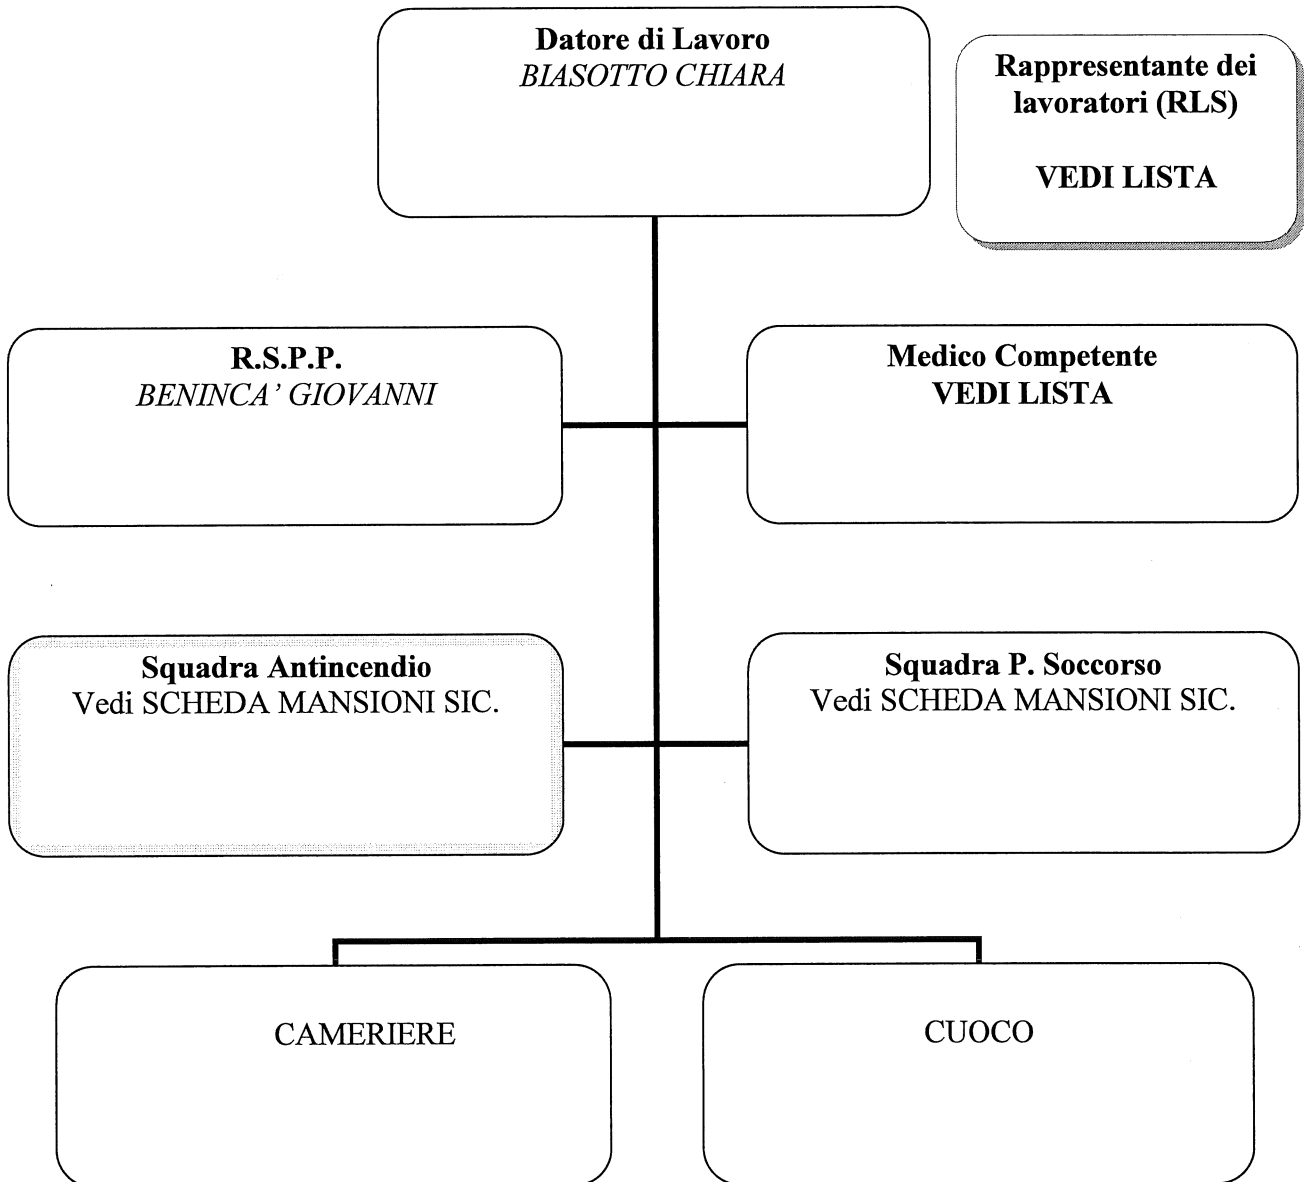 Datore di Lavoro
BIASOTTO CHIARA
Rappresentante dei
lavoratori (RLS)
VEDI LISTA
R.S.P.P.
BENINCA' GIOVANNI
Medico Competente
VEDI LISTA
Squadra Antincendio
Vedi SCHEDA MANSIONI SIC.
Squadra P. Soccorso
Vedi SCHEDA MANSIONI SIC.
CAMERIERE
CUOCO